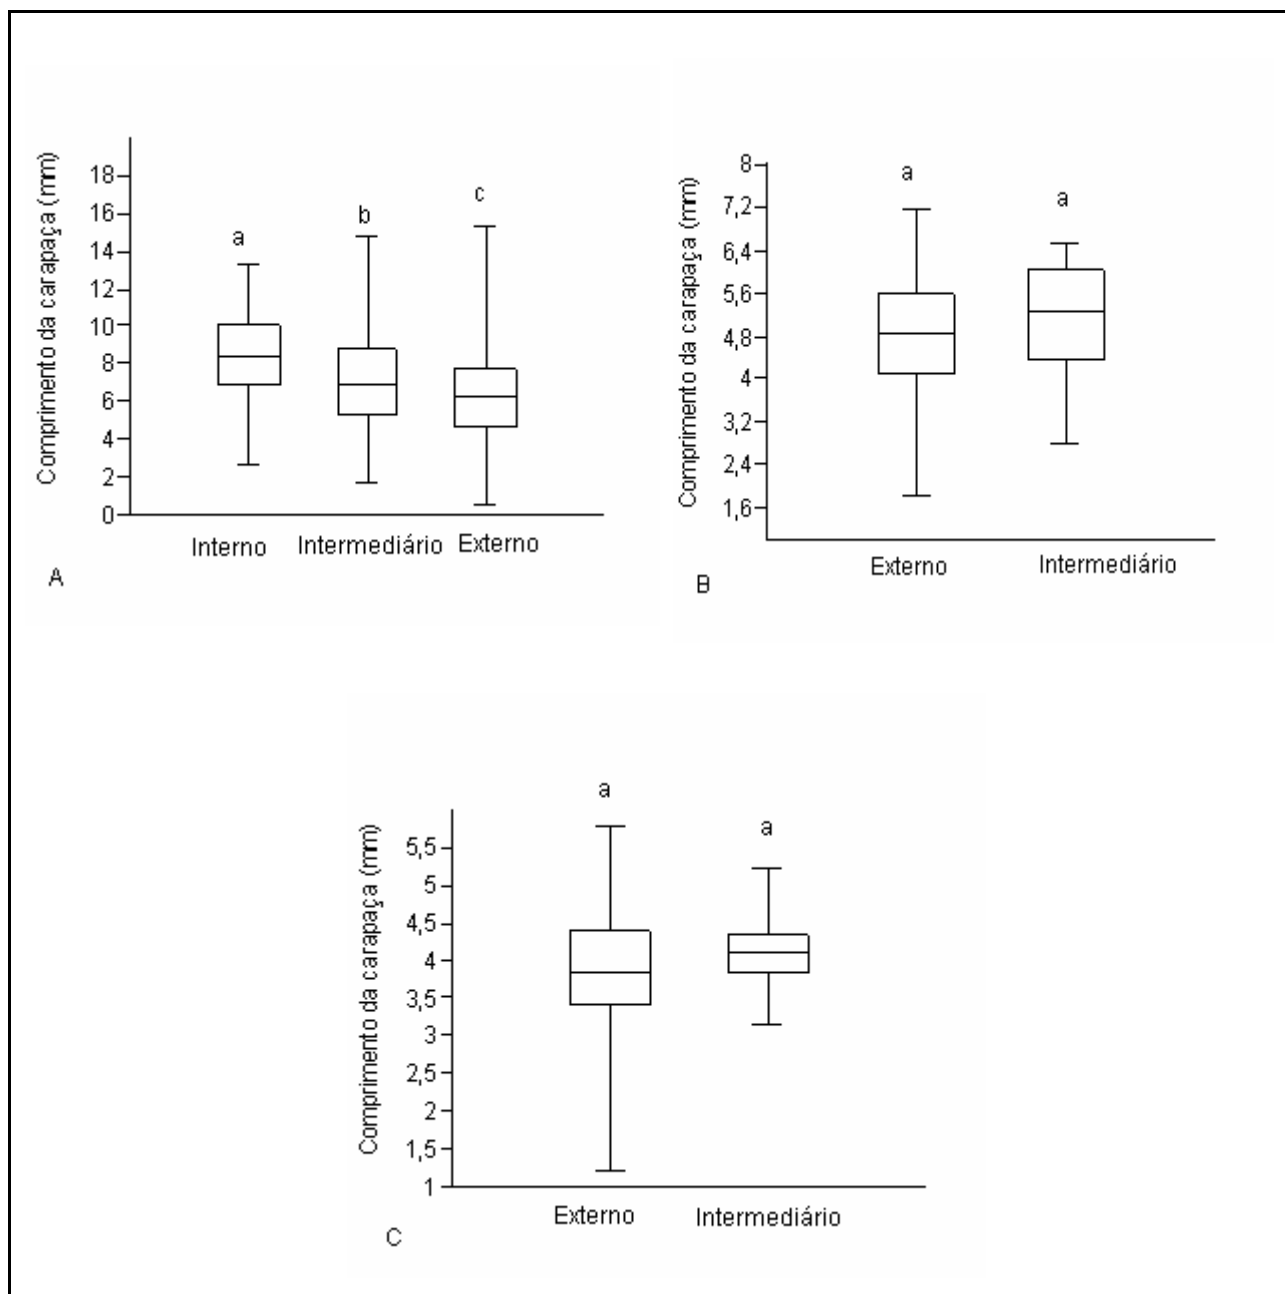 Comprimento da carapaça (mm)
18
16
14
12
10
8
6
4
2
0
a
b
c
Interno Intermediário Externo
A
Comprimento da carapaça (mm)
8
7,2
6,4
5,6
4,8
4
3,2
2,4
1,6
a
a
Externo Intermediário
B
Comprimento da carapaça (mm)
5,5
5
4,5
4
3,5
3
2,5
2
1,5
1
a
a
Externo Intermediário
C